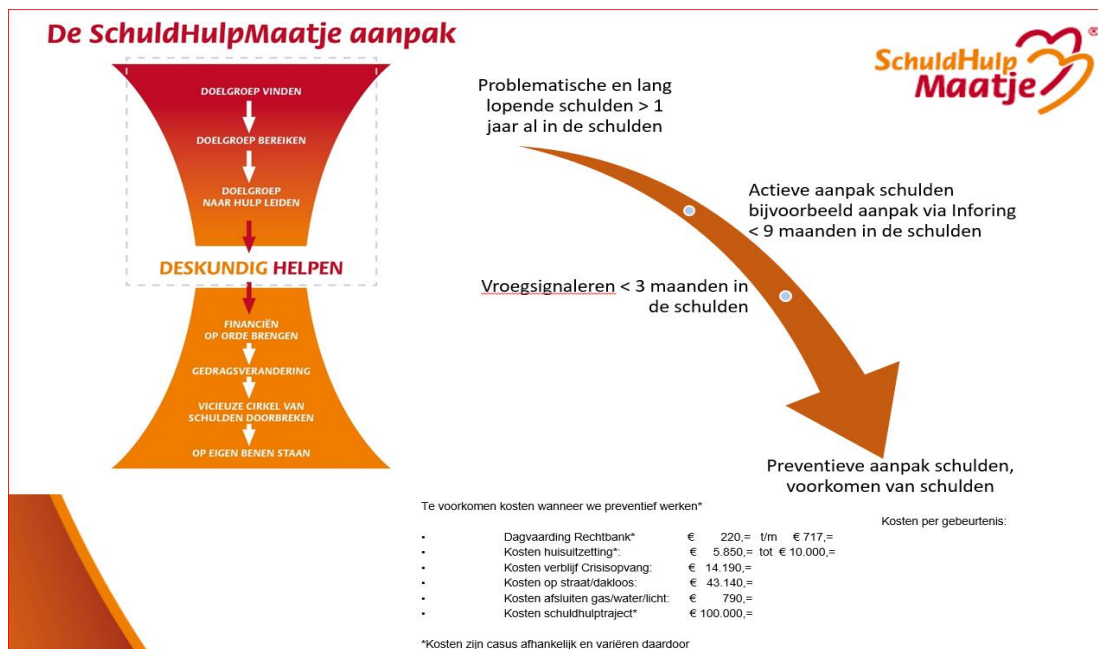 De SchuldHulpMaatje aanpak
SchuldHulp
Maatje
®
DOELGROEP VINDEN
DOELGROEP BEREIKEN
DOELGROEP
NAAR HULP LEIDEN
DESKUNDIG HELPEN
FINANCIËN
OP ORDE BRENGEN
GEDRAGSVERANDERING
VICIEUZE CIRKEL VAN
SCHULDEN DOORBREKEN
OP EIGEN BENEN STAAN
Problematische en lang
lopende schulden > 1
jaar al in de schulden
Actieve aanpak schulden
bijvoorbeeld aanpak via Inforing
< 9 maanden in de schulden
Vroegsignaleren < 3 maanden in
de schulden
Preventieve aanpak schulden,
voorkomen van schulden
Te voorkomen kosten wanneer we preventief werken*
Kosten per gebeurtenis:
• Dagvaarding Rechtbank* € 220,= t/m € 717,=
• Kosten huisuitzetting*: € 5.850,= tot € 10.000,=
• Kosten verblijf Crisisopvang: € 14.190,=
• Kosten op straat/dakloos: € 43.140,=
• Kosten afsluiten gas/water/licht: € 790,=
• Kosten schuldhulptraject* € 100.000,=
*Kosten zijn casus afhankelijk en variëren daardoor